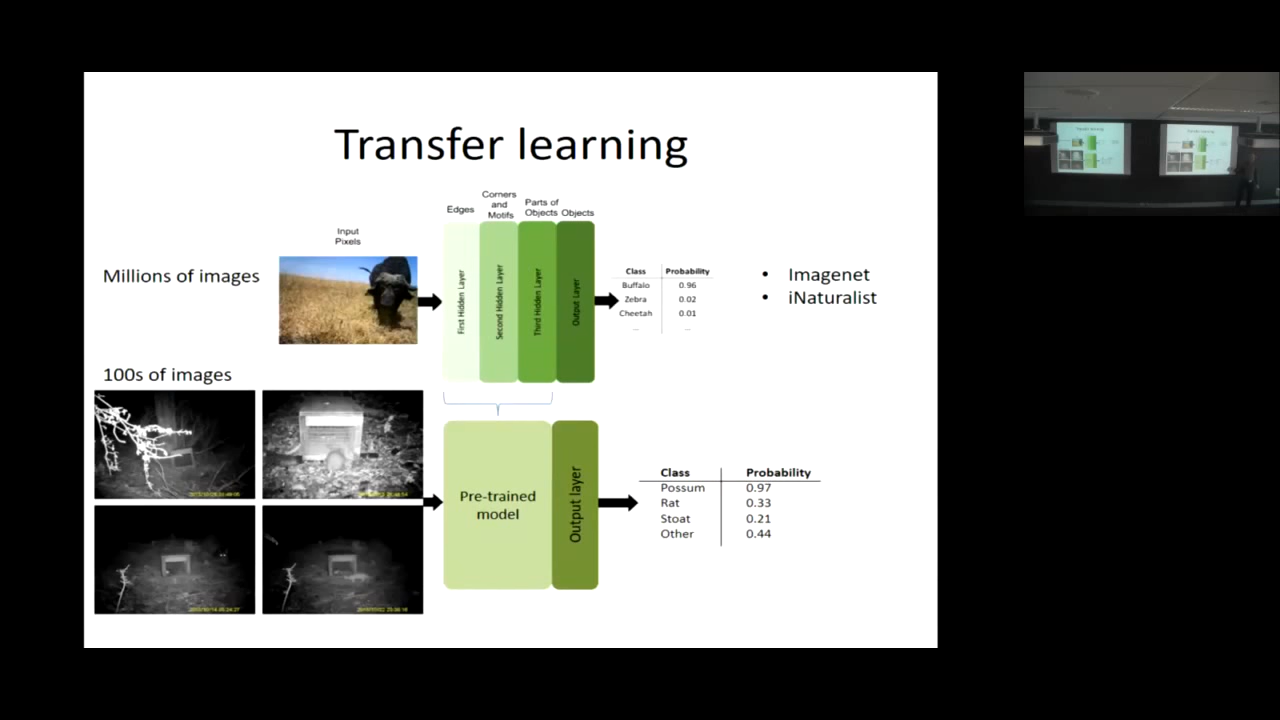 Transfer learning
Edges
Corners
and
Motifs
Parts of
Objects
Objects
Input
Pixels
Millions of images
First Hidden Layer
Second Hidden Layer
Third Hidden Layer
Output Layer
Class Probability
Buffalo 0.96
Zebra 0.02
Cheetah 0.01
... ...
• Imagenet
• iNaturalist
100s of images
Pre-trained
model
Output layer
Class Probability
Possum 0.97
Rat 0.33
Stoat 0.21
Other 0.44